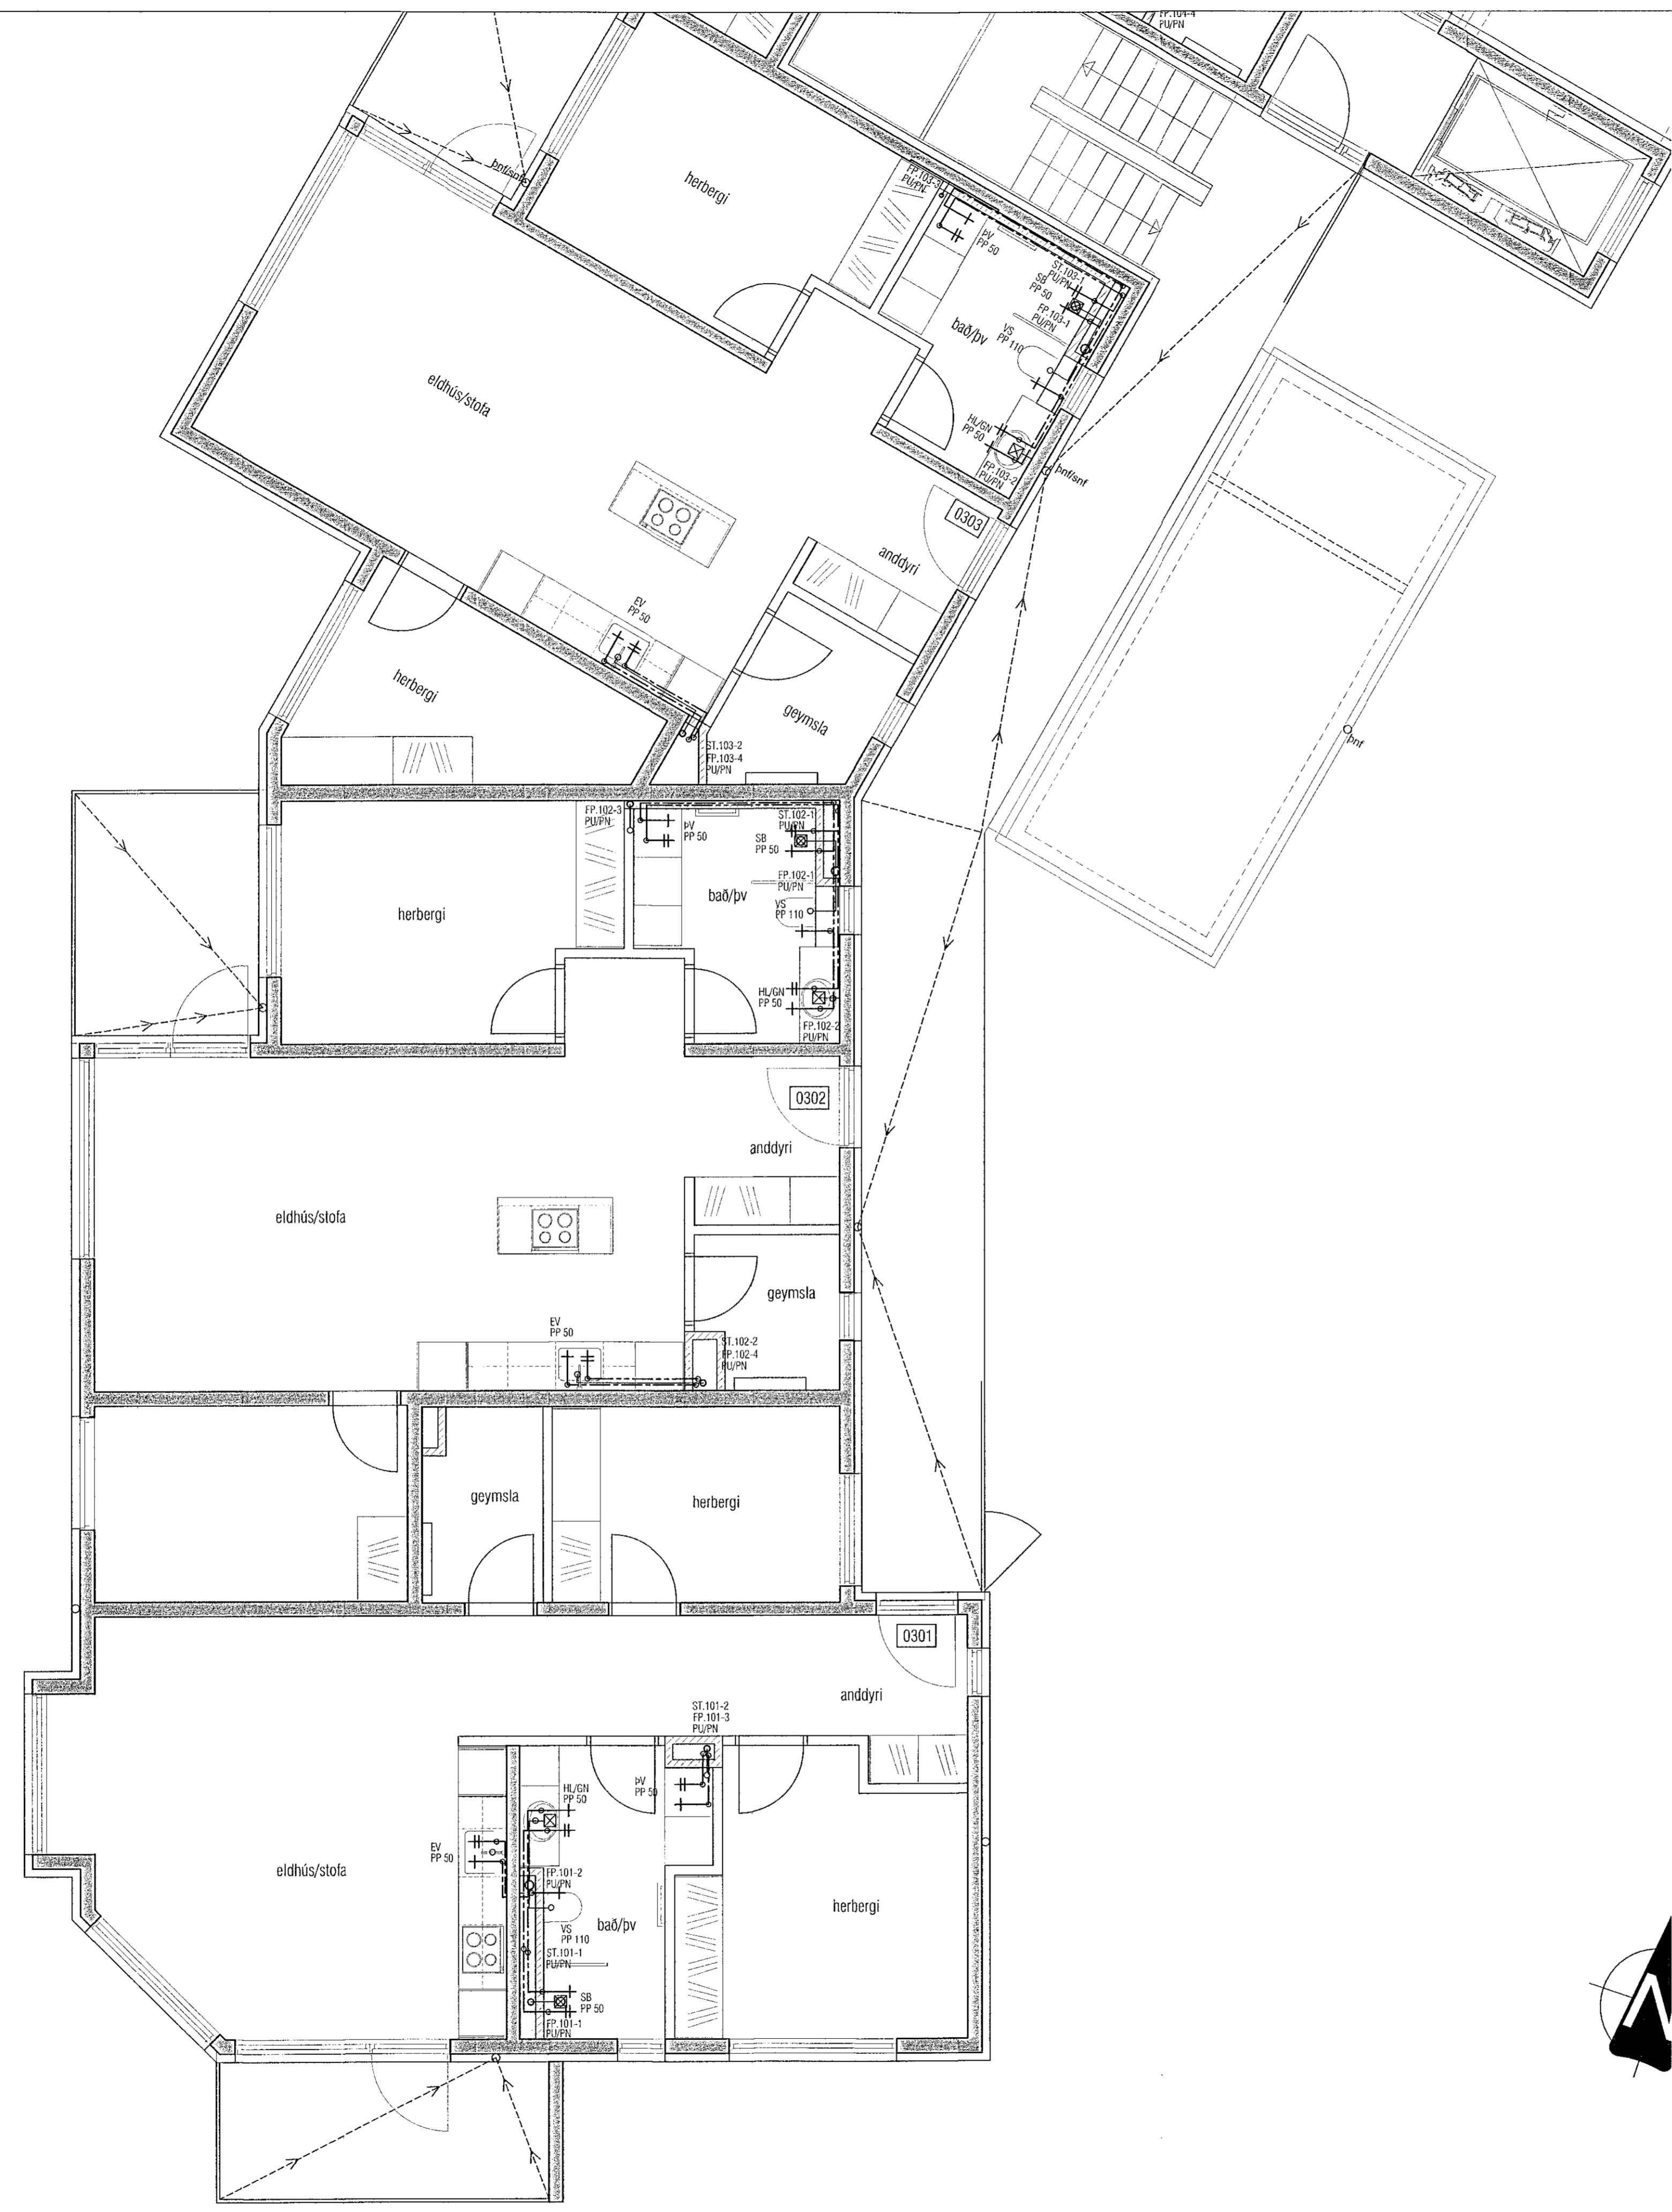 FP.104-4
PU/PN
þnf/snf
herbergi
FP.103-3
PU/PN
ÞV
PP 50
ST.103-1
PU/PN
SB
PP 50
FP.103-1
PU/PN
bað/þv
VS
PP 110
eldhús/stofa
HL/GN
PP 50
FP.103-2
PU/PN
þnf/snf
0303
anddyri
EV
PP 50
herbergi
geymsla
þnf
ST.103-2
FP.103-4
PU/PN
FP.102-3
PU/PN
ÞV
PP 50
ST.102-1
PU/PN
SB
PP 50
FP.102-1
PU/PN
bað/þv
herbergi
VS
PP 110
HL/GN
PP 50
FP.102-2
PU/PN
0302
anddyri
eldhús/stofa
geymsla
EV
PP 50
ST.102-2
FP.102-4
PU/PN
geymsla
herbergi
0301
anddyri
ST.101-2
FP.101-3
PU/PN
HL/GN
PP 50
ÞV
PP 50
EV
PP 50
eldhús/stofa
FP.101-2
PU/PN
herbergi
bað/þv
VS
PP 110
ST.101-1
PU/PN
SB
PP 50
FP.101-1
PU/PN